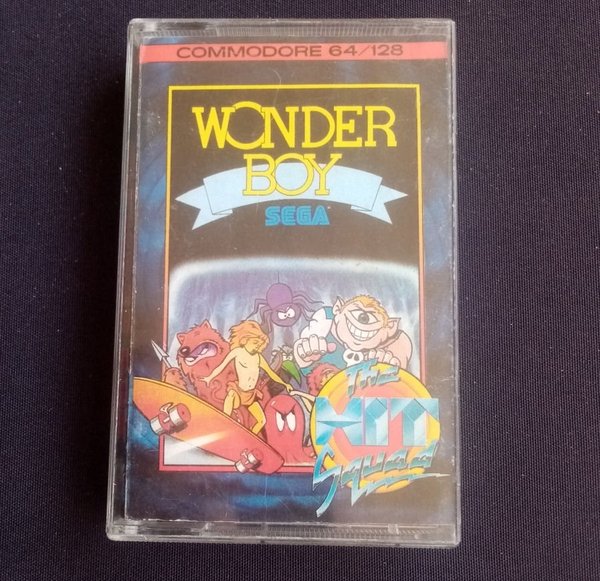 COMMODORE 64/128
WONDER
BOY
SEGA
The
HIT
Squad